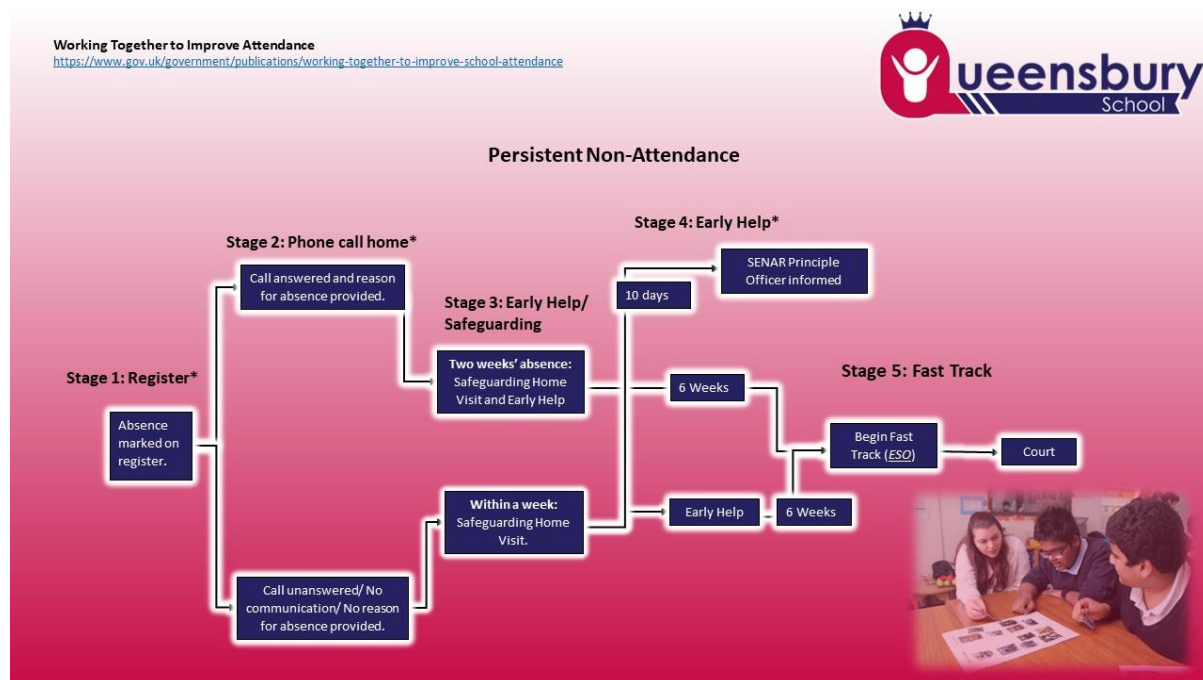 Working Together to Improve Attendance
https://www.gov.uk/government/publications/working-together-to-improve-school-attendance
ueensbury
School
Persistent Non-Attendance
Stage 1: Register*
Absence
marked on
register.
Stage 2: Phone call home*
Call answered and reason
for absence provided.
Call unanswered/ No
communication/ No reason
for absence provided.
Stage 3: Early Help/
Safeguarding
Two weeks' absence:
Safeguarding Home
Visit and Early Help
Within a week:
Safeguarding Home
Visit.
Stage 4: Early Help*
10 days
SENAR Principle
Officer informed
6 Weeks
Early Help
6 Weeks
Stage 5: Fast Track
Begin Fast
Track (ESO)
Court